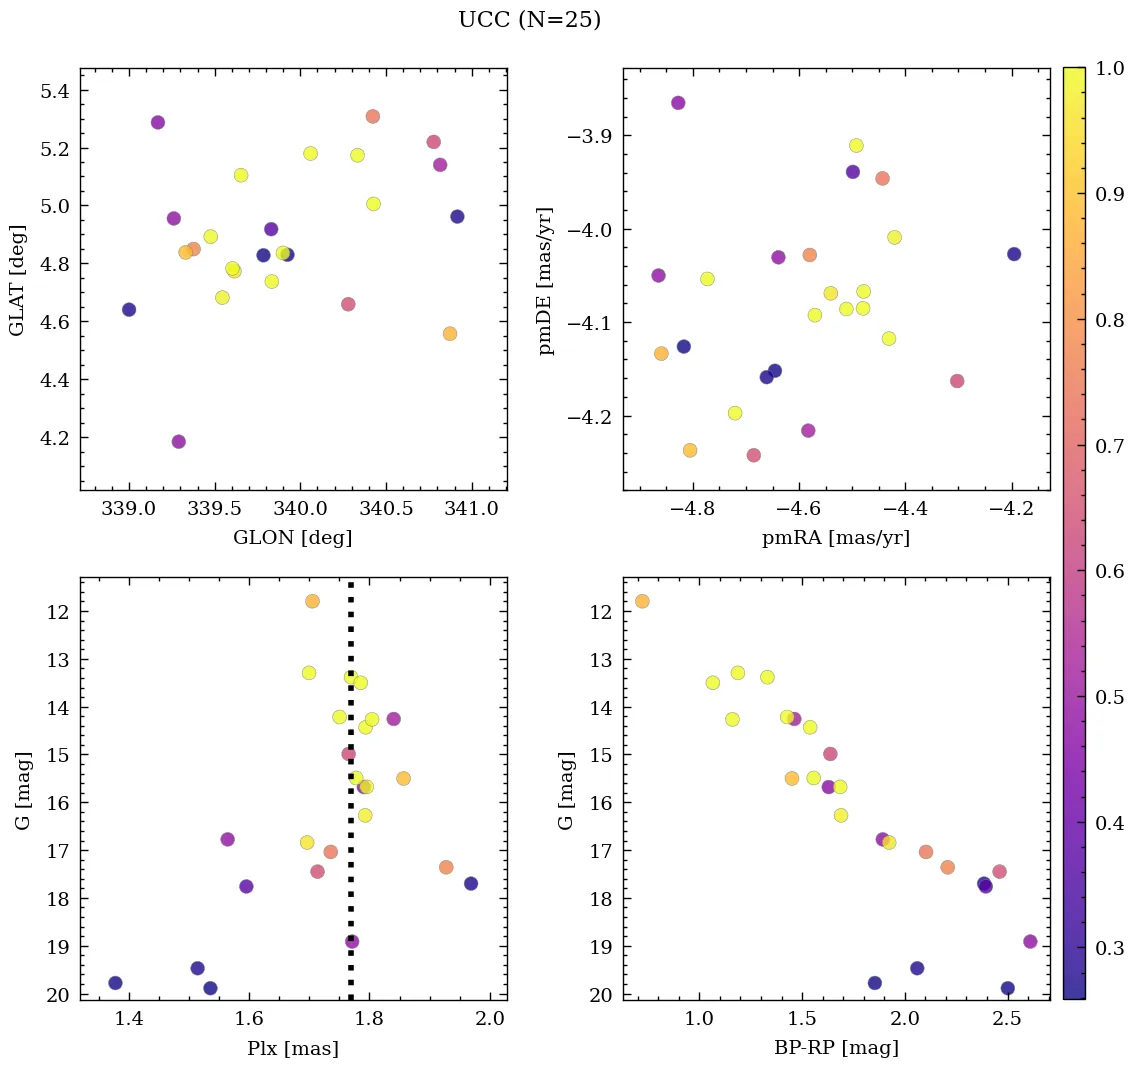 UCC (N=25)
5.4
5.2
5.0
4.8
4.6
4.4
4.2
GLAT [deg]
339.0 339.5 340.0 340.5 341.0
GLON [deg]
−3.9
−4.0
−4.1
−4.2
pmDE [mas/yr]
−4.8 −4.6 −4.4 −4.2
pmRA [mas/yr]
12
13
14
15
16
17
18
19
20
G [mag]
1.4 1.6 1.8 2.0
Plx [mas]
12
13
14
15
16
17
18
19
20
G [mag]
1.0 1.5 2.0 2.5
BP-RP [mag]
1.0
0.9
0.8
0.7
0.6
0.5
0.4
0.3